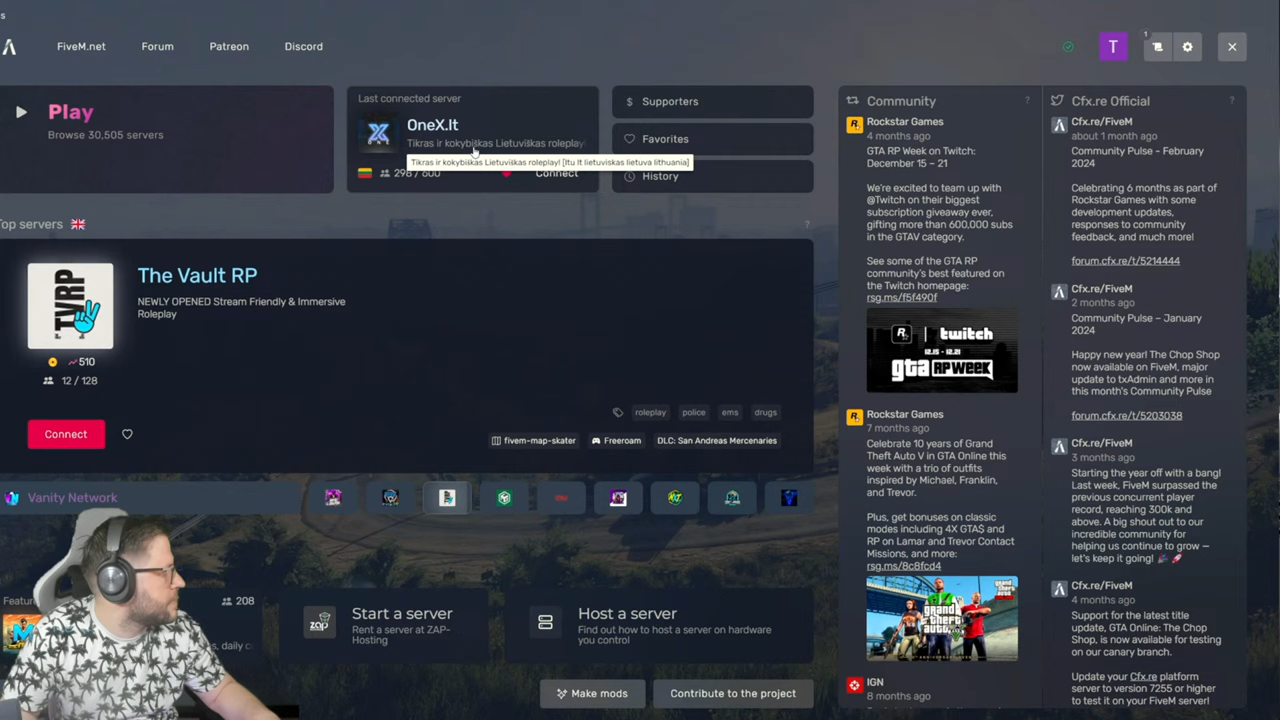 s
FiveM.net
Forum
Patreon
Discord
T
1
Play
Browse 30,505 servers
Last connected server
OneX.lt
Tikras ir kokybiškas Lietuviškas roleplay
Tikras ir kokybiškas Lietuviškas roleplay! [ltu lt lietuviskas lietuva lithuania]
298 / 600
Connect
$ Supporters
Favorites
History
Top servers
?
TVRP
The Vault RP
NEWLY OPENED Stream Friendly & Immersive
Roleplay
510
12 / 128
Connect
roleplay
police
ems
drugs
fivem-map-skater
Freeroam
DLC: San Andreas Mercenaries
Vanity Network
Featur
208
s, daily c
ZAP
Start a server
Rent a server at ZAP-
Hosting
Host a server
Find out how to host a server on hardware
you control
Make mods
Contribute to the project
Community
?
Rockstar Games
4 months ago
GTA RP Week on Twitch:
December 15 – 21
We're excited to team up with
@Twitch on their biggest
subscription giveaway ever,
gifting more than 600,000 subs
in the GTAV category.
See some of the GTA RP
community's best featured on
the Twitch homepage:
rsg.ms/f5f490f
R
twitch
12.15 - 12.21
gta RP WEEK
Rockstar Games
7 months ago
Celebrate 10 years of Grand
Theft Auto V in GTA Online this
week with a trio of outfits
inspired by Michael, Franklin,
and Trevor.
Plus, get bonuses on classic
modes including 4X GTA$ and
RP on Lamar and Trevor Contact
Missions, and more:
rsg.ms/8c8fcd4
grand
theft
auto
IGN
8 months ago
Cfx.re Official
?
Cfx.re/FiveM
about 1 month ago
Community Pulse - February
2024
Celebrating 6 months as part of
Rockstar Games with some
development updates,
responses to community
feedback, and much more!
forum.cfx.re/t/5214444
Cfx.re/FiveM
2 months ago
Community Pulse – January
2024
Happy new year! The Chop Shop
now available on FiveM, major
update to txAdmin and more in
this month's Community Pulse
forum.cfx.re/t/5203038
Cfx.re/FiveM
3 months ago
Starting the year off with a bang!
Last week, FiveM surpassed the
previous concurrent player
record, reaching 300k and
above. A big shout out to our
incredible community for
helping us continue to grow —
let's keep it going!
Cfx.re/FiveM
4 months ago
Support for the latest title
update, GTA Online: The Chop
Shop, is now available for testing
on our canary branch.
Update your Cfx.re platform
server to version 7255 or higher
to test it on your FiveM server!